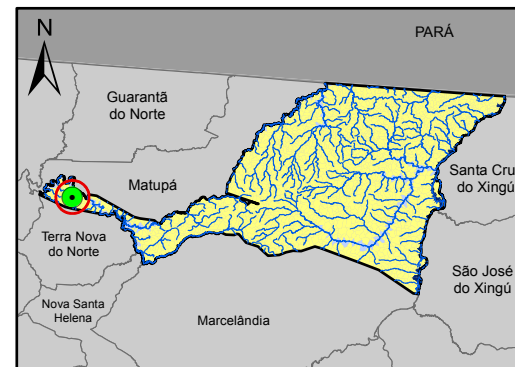 N
PARÁ
Guarantã
do Norte
Matupá
Santa Cru
do Xingú
Terra Nova
do Norte
São José
do Xingú
Nova Santa
Helena
Marcelândia